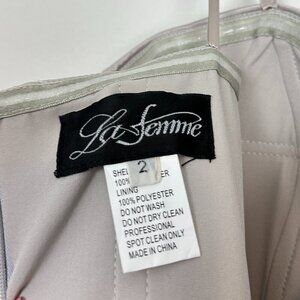 La Femme
2
100%
LINING
100% POLYESTER
DO NOT WASH
DO NOT DRY CLEAN
PROFESSIONAL
SPOT CLEAN ONLY
MADE IN CHINA